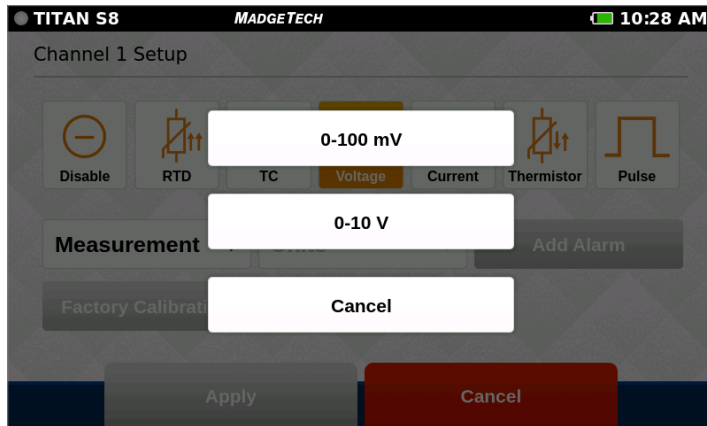 TITAN S8 MADGETECH 10:28 AM
Channel 1 Setup
0-100 mV
Disable RTD TC Voltage Current Thermistor Pulse
0-10 V
Measurement Units Add Alarm
Cancel
Factory Calibrati
Apply Cancel